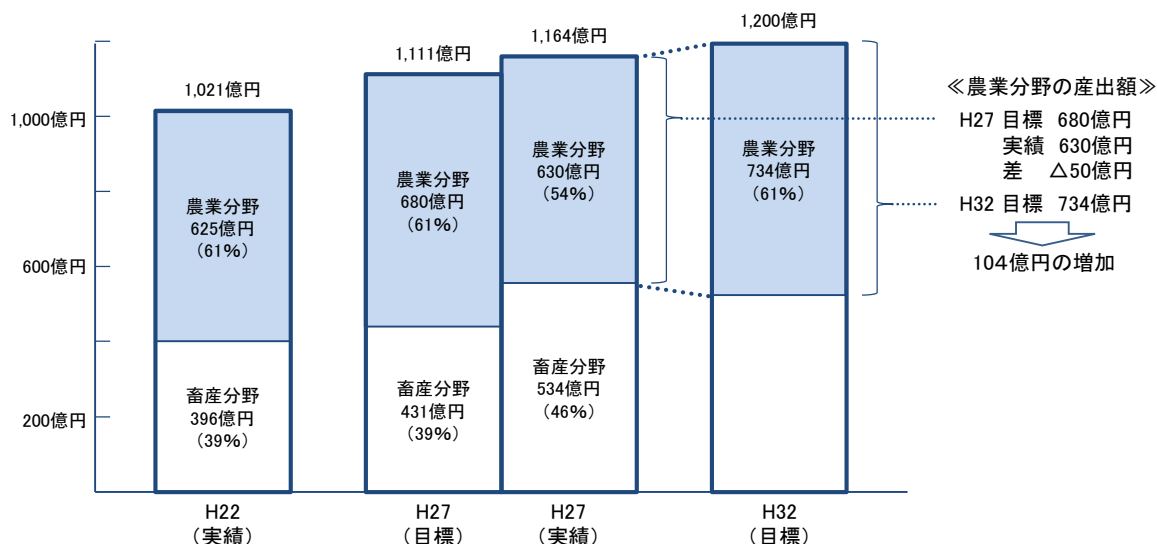 1,000億円
600億円
200億円
1,021億円
農業分野
625億円
(61%)
畜産分野
396億円
(39%)
H22
(実績)
1,111億円
農業分野
680億円
(61%)
畜産分野
431億円
(39%)
H27
(目標)
1,164億円
農業分野
630億円
(54%)
畜産分野
534億円
(46%)
H27
(実績)
1,200億円
農業分野
734億円
(61%)
H32
(目標)
≪農業分野の産出額≫
H27 目標 680億円
実績 630億円
差 △50億円
H32 目標 734億円
104億円の増加